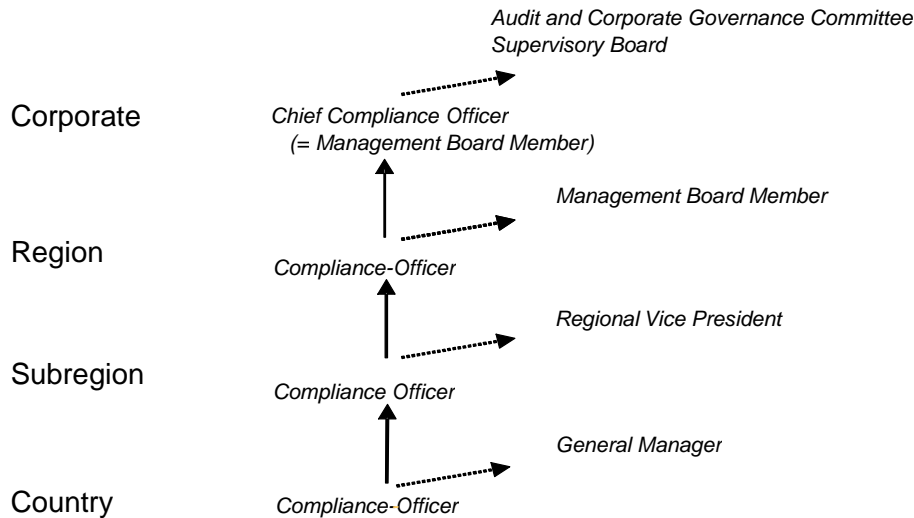 Audit and Corporate Governance Committee
Supervisory Board
Corporate
Chief Compliance Officer
(= Management Board Member)
Management Board Member
Region
Compliance-Officer
Regional Vice President
Subregion
Compliance Officer
General Manager
Country
Compliance-Officer